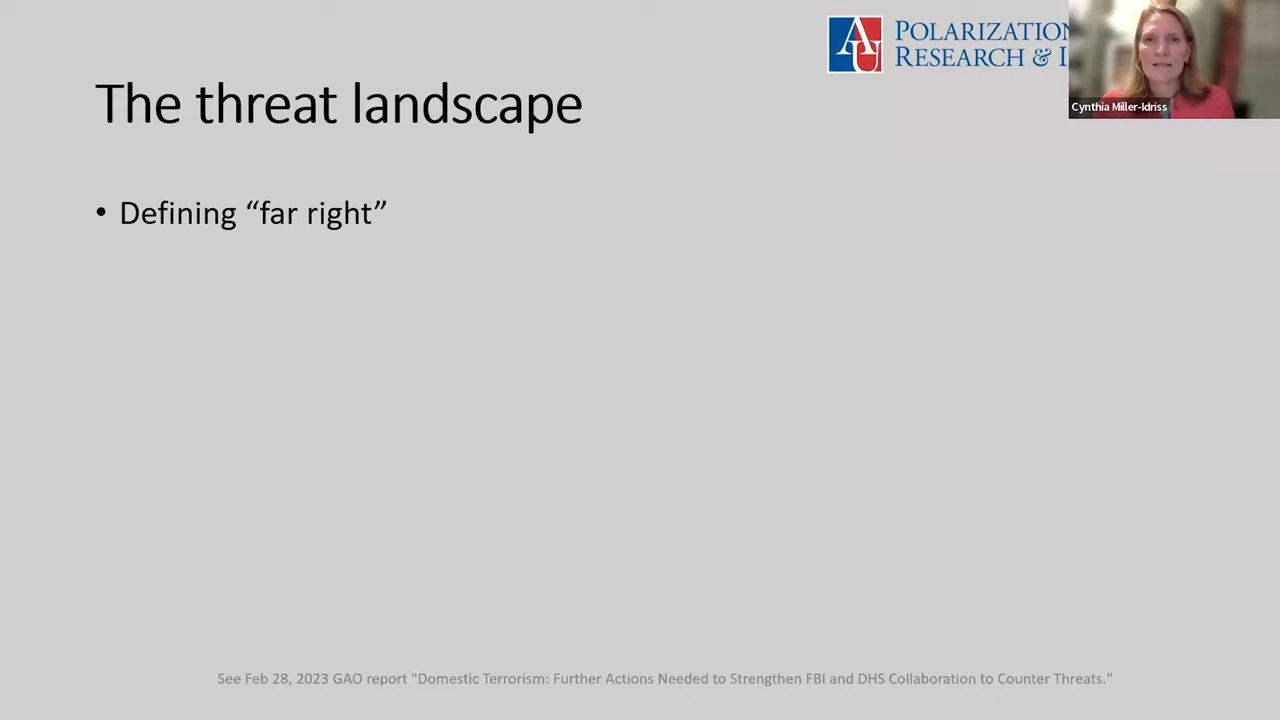 POLARIZATION
RESEARCH & I
Cynthia Miller-Idriss
The threat landscape
• Defining “far right”
See Feb 28, 2023 GAO report "Domestic Terrorism: Further Actions Needed to Strengthen FBI and DHS Collaboration to Counter Threats."